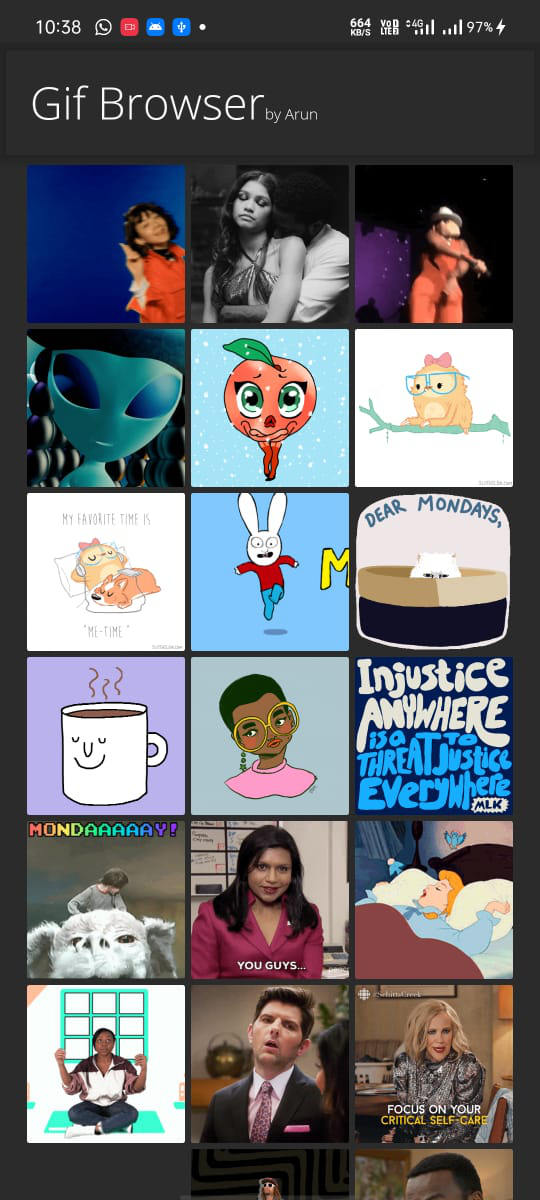 10:38
664 KB/S
VoD LTE2
4G
97%
Gif Browser by Arun
MY FAVORITE TIME IS
"ME-TIME"
M
DEAR MONDAYS,
Injustice
ANYWHERE
is a
THREAT TO
Justice
Everywhere
MLK
MONDAAAAAY!
YOU GUYS...
@SchittsCreek
FOCUS ON YOUR
CRITICAL SELF-CARE